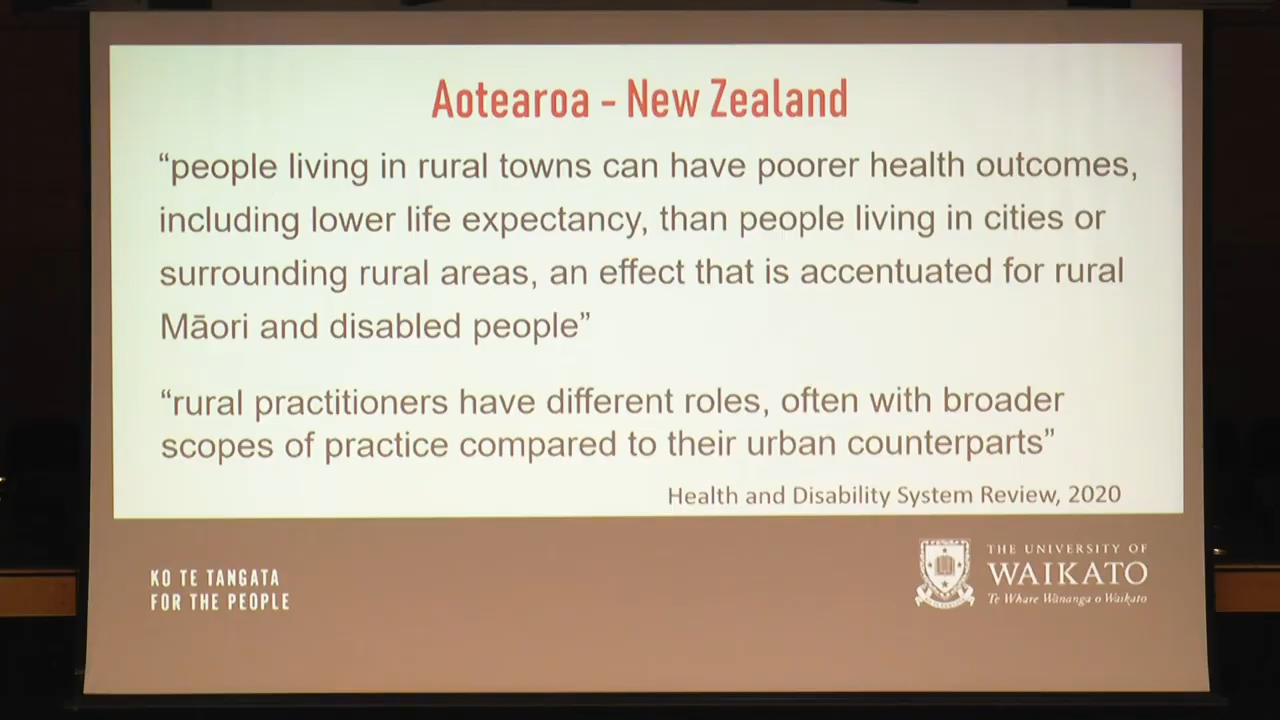 Aotearoa - New Zealand
“people living in rural towns can have poorer health outcomes,
including lower life expectancy, than people living in cities or
surrounding rural areas, an effect that is accentuated for rural
Māori and disabled people”
“rural practitioners have different roles, often with broader
scopes of practice compared to their urban counterparts”
Health and Disability System Review, 2020
KO TE TANGATA
FOR THE PEOPLE
THE UNIVERSITY OF
WAIKATO
Te Whare Wānanga o Waikato